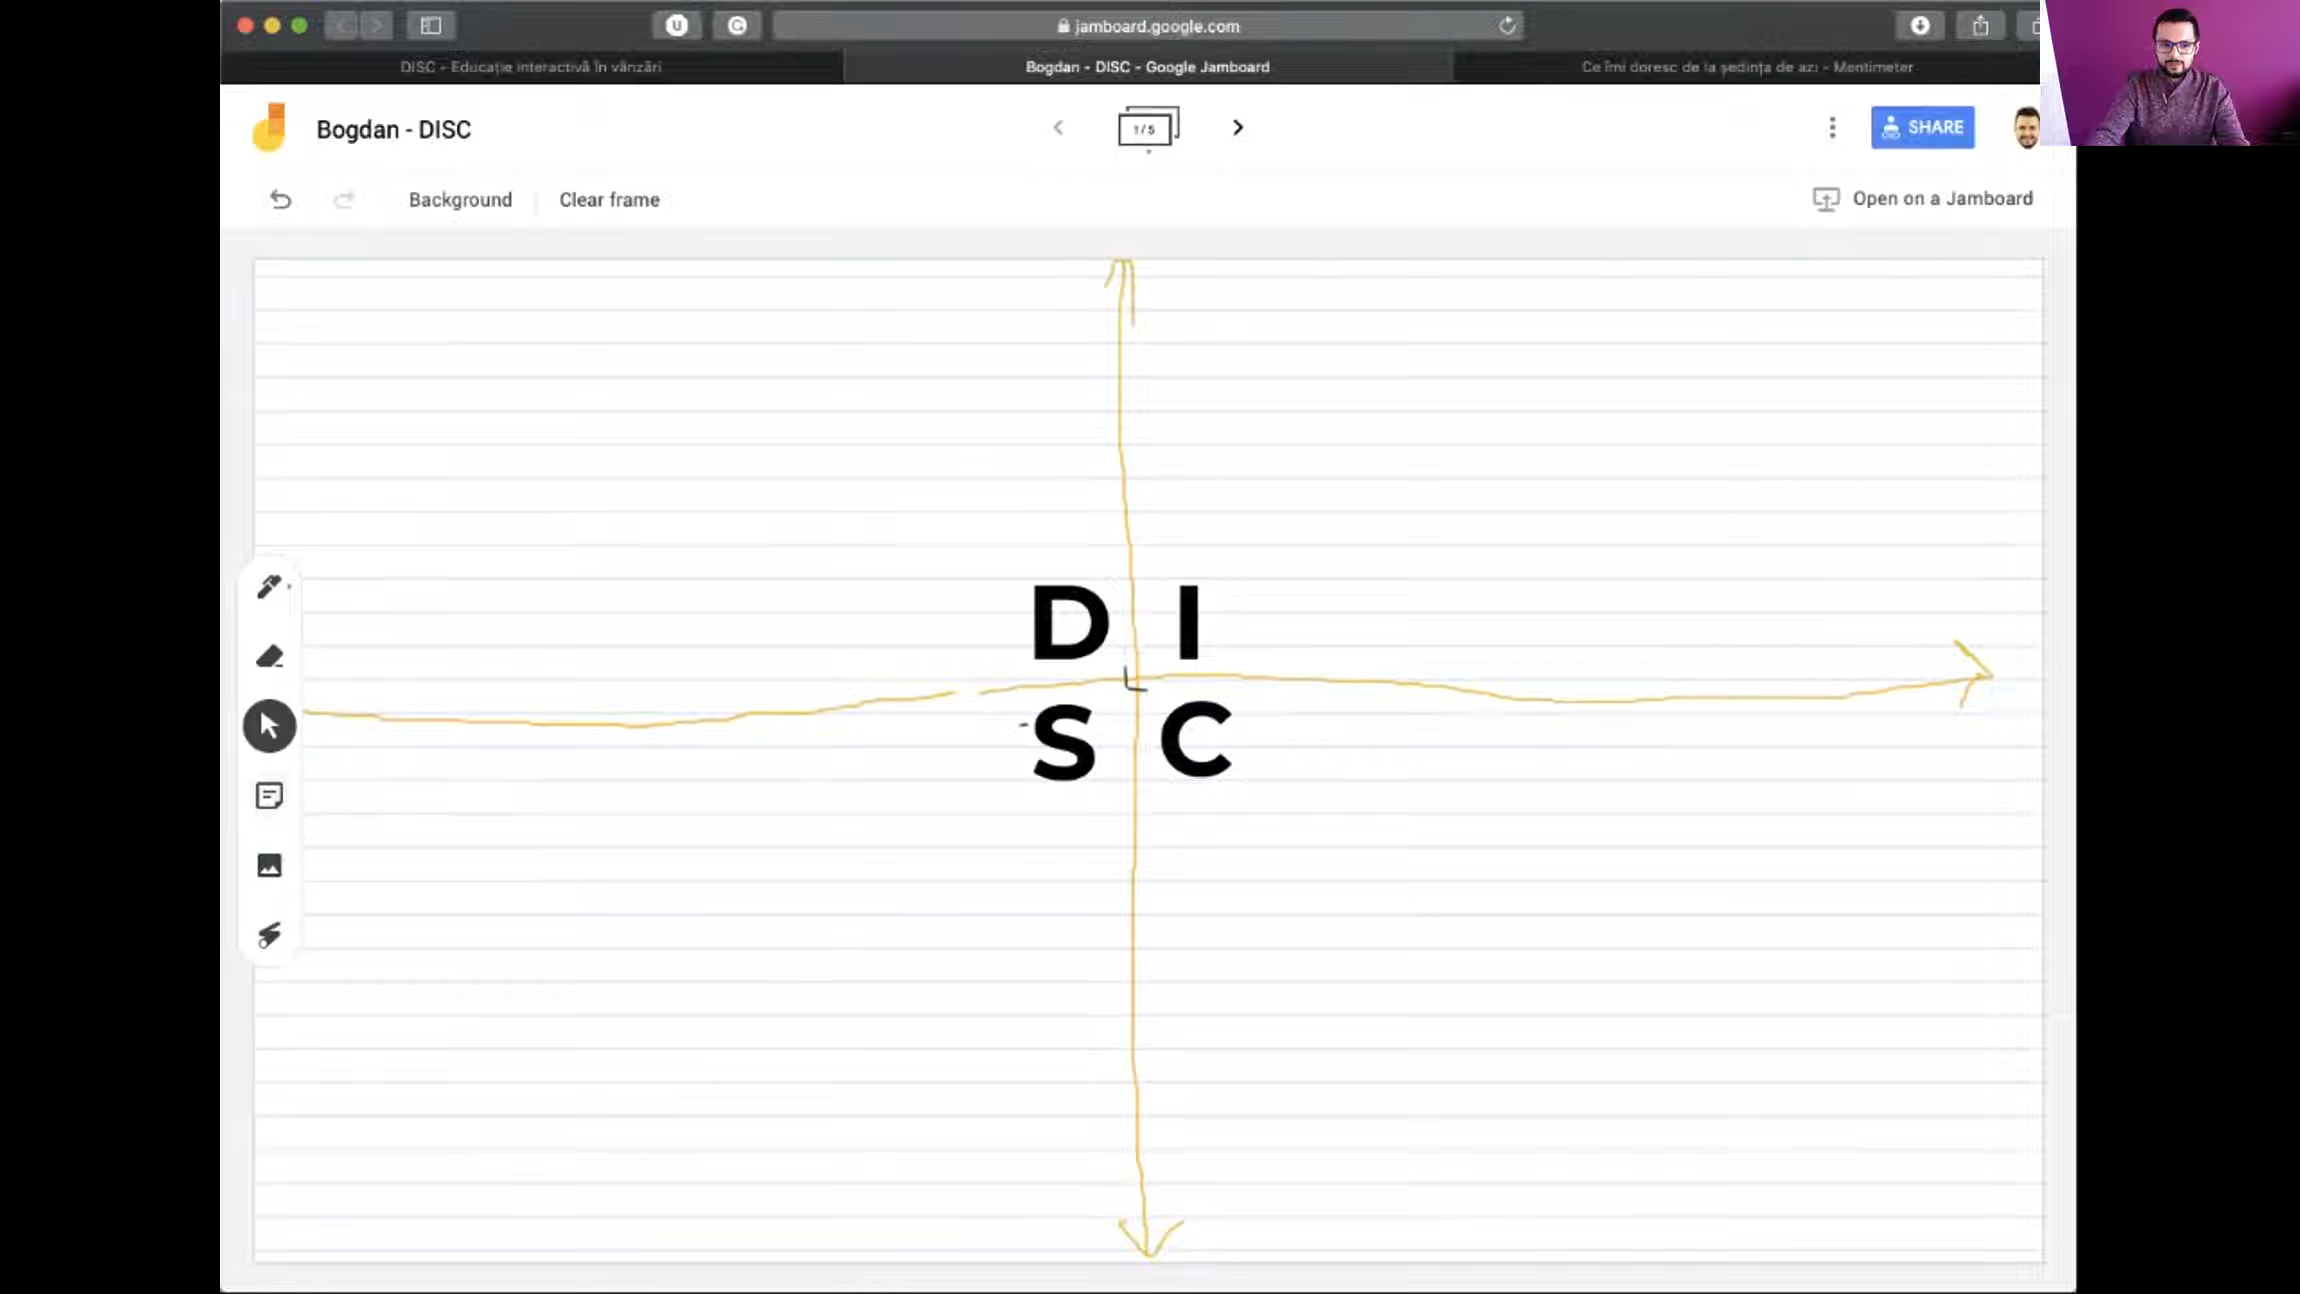 jamboard.google.com
DISC - Educație interactivă în vânzări
Bogdan - DISC - Google Jamboard
Ce îmi doresc de la ședința de azi - Mentimeter
Bogdan - DISC
1/5
SHARE
Background
Clear frame
Open on a Jamboard
D I
S C